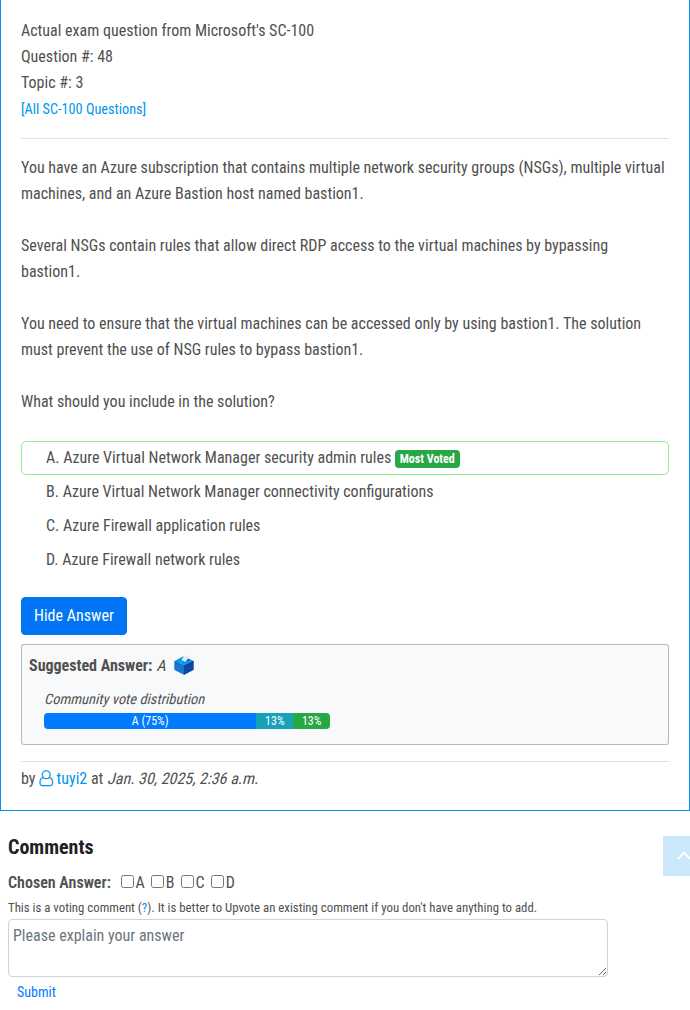 Actual exam question from Microsoft's SC-100
Question #: 48
Topic #: 3
[All SC-100 Questions]
You have an Azure subscription that contains multiple network security groups (NSGs), multiple virtual
machines, and an Azure Bastion host named bastion1.
Several NSGs contain rules that allow direct RDP access to the virtual machines by bypassing
bastion1.
You need to ensure that the virtual machines can be accessed only by using bastion1. The solution
must prevent the use of NSG rules to bypass bastion1.
What should you include in the solution?
A. Azure Virtual Network Manager security admin rules Most Voted
B. Azure Virtual Network Manager connectivity configurations
C. Azure Firewall application rules
D. Azure Firewall network rules
Hide Answer
Suggested Answer: A
Community vote distribution
A (75%) 13% 13%
by tuyi2 at Jan. 30, 2025, 2:36 a.m.
Comments
Chosen Answer: A B C D
This is a voting comment (?). It is better to Upvote an existing comment if you don't have anything to add.
Please explain your answer
Submit